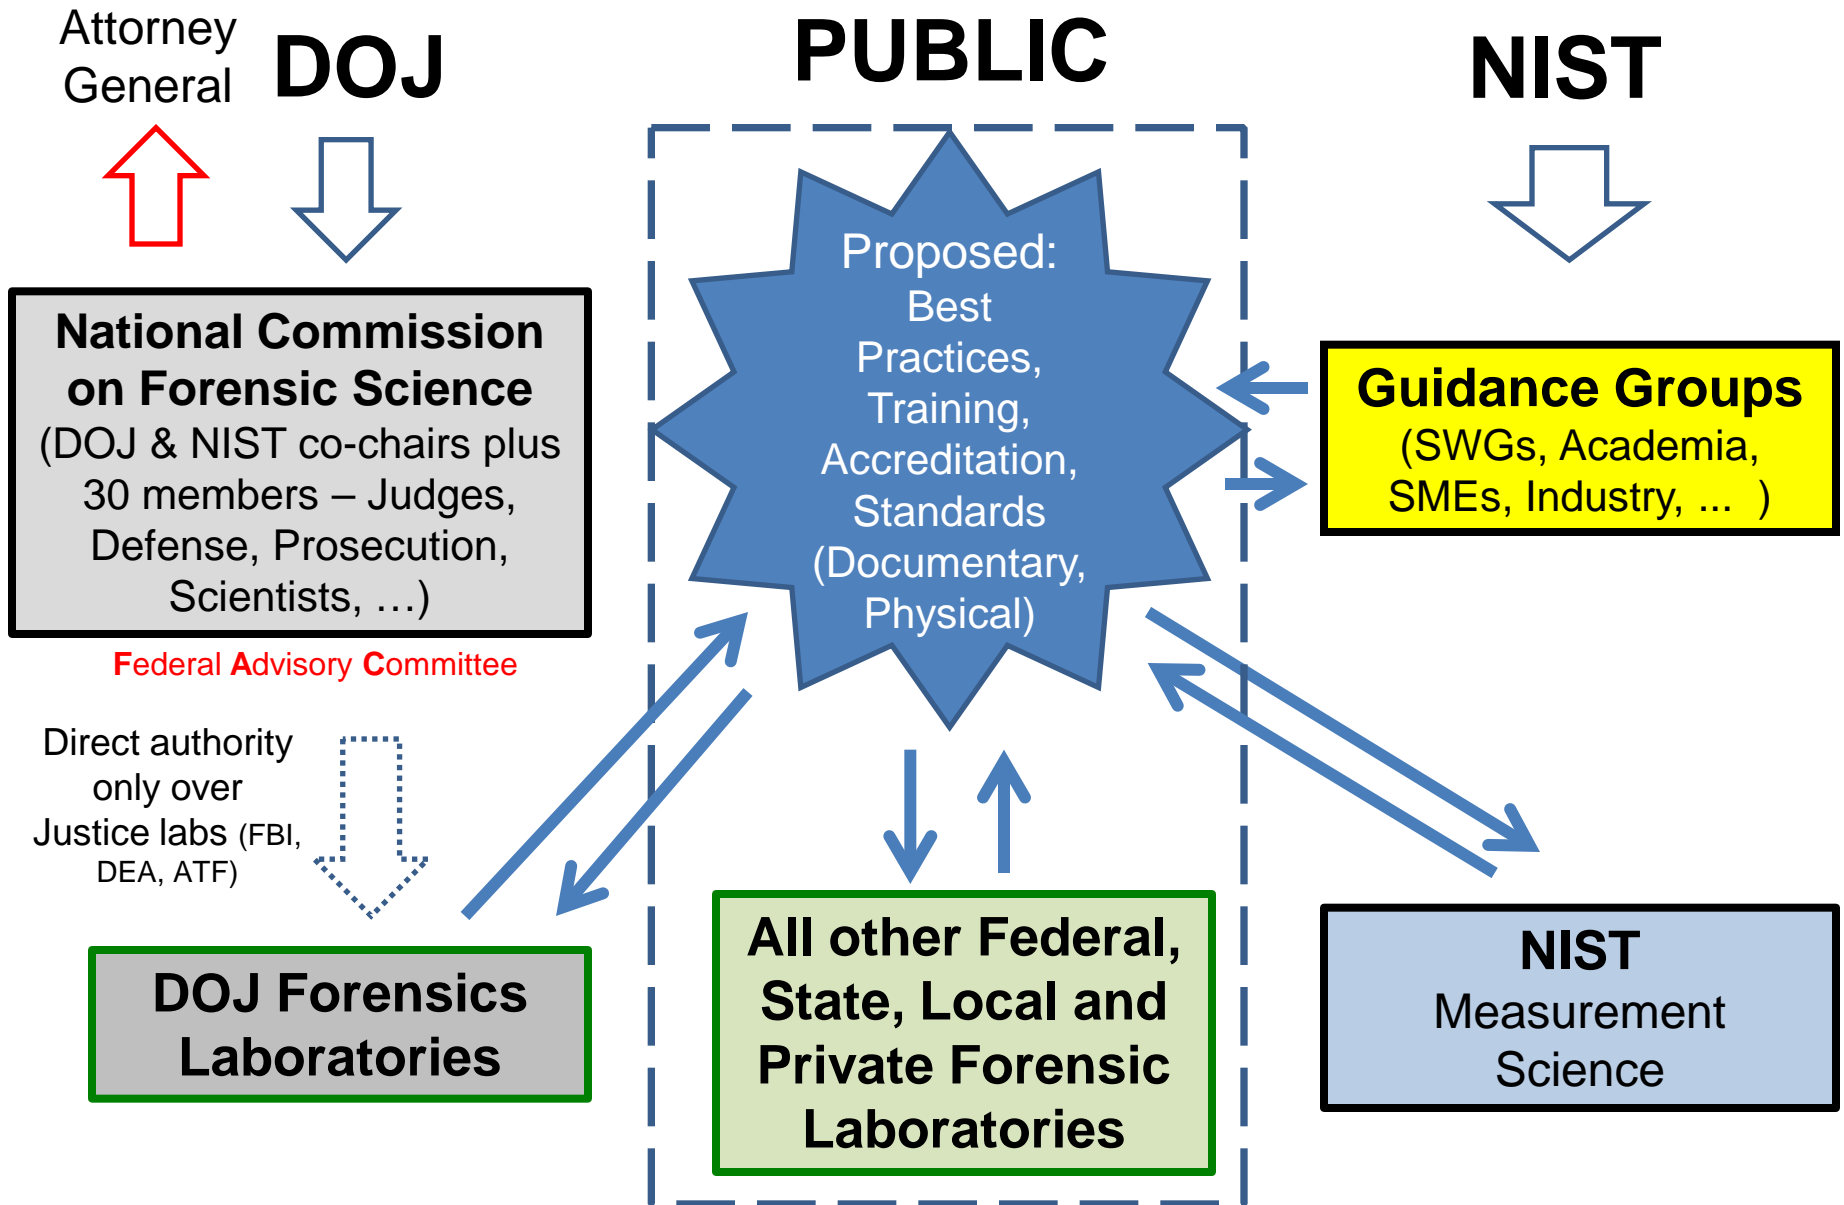 Attorney
General
DOJ
PUBLIC
NIST
National Commission
on Forensic Science
(DOJ & NIST co-chairs plus
30 members – Judges,
Defense, Prosecution,
Scientists, …)
Federal Advisory Committee
Direct authority
only over
Justice labs (FBI,
DEA, ATF)
DOJ Forensics
Laboratories
Proposed:
Best
Practices,
Training,
Accreditation,
Standards
(Documentary,
Physical)
All other Federal,
State, Local and
Private Forensic
Laboratories
Guidance Groups
(SWGs, Academia,
SMEs, Industry, ... )
NIST
Measurement
Science